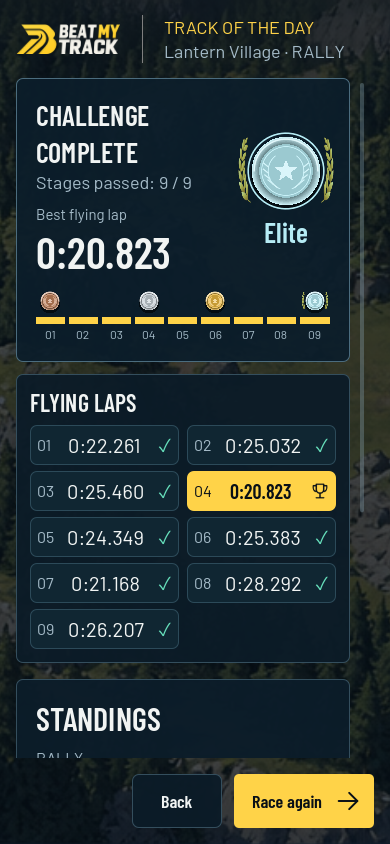 BEATMY
TRACK
TRACK OF THE DAY
Lantern Village · RALLY
CHALLENGE
COMPLETE
Stages passed: 9 / 9
Best flying lap
0:20.823
Elite
01 02 03 04 05 06 07 08 09
FLYING LAPS
01 0:22.261 ✓ 02 0:25.032 ✓
03 0:25.460 ✓ 04 0:20.823
05 0:24.349 ✓ 06 0:25.383 ✓
07 0:21.168 ✓ 08 0:28.292 ✓
09 0:26.207 ✓
STANDINGS
RALLY
Back
Race again →